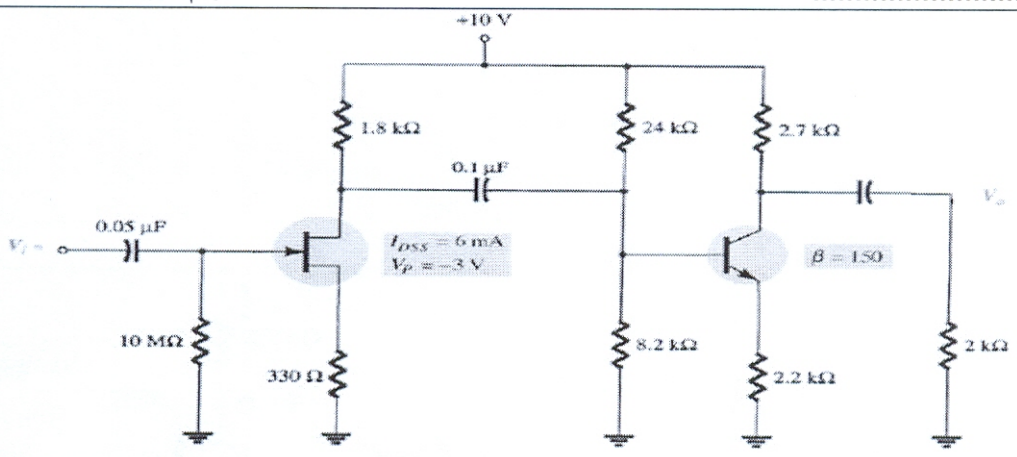 +10 V
1.8 kΩ
24 kΩ
2.7 kΩ
0.1 μF
V_o
0.05 μF
V_i
I_DSS = 6 mA
V_P = −3 V
β = 150
10 MΩ
330 Ω
8.2 kΩ
2.2 kΩ
2 kΩ